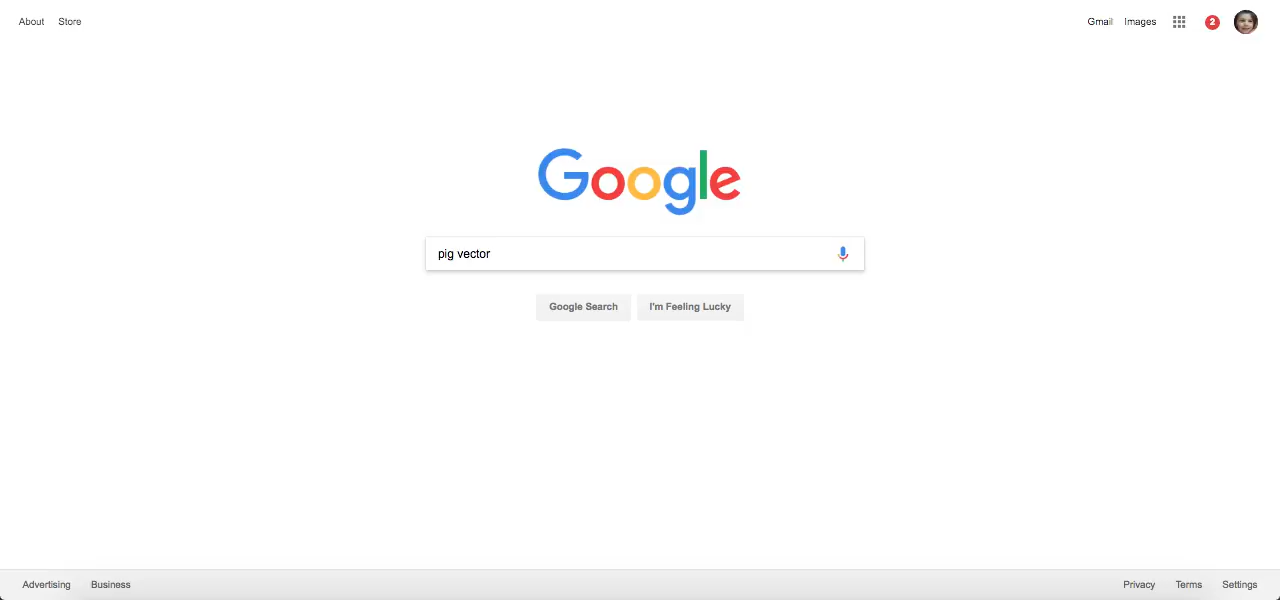 About Store
Gmail Images 2
Google
pig vector
Google Search I'm Feeling Lucky
Advertising Business
Privacy Terms Settings